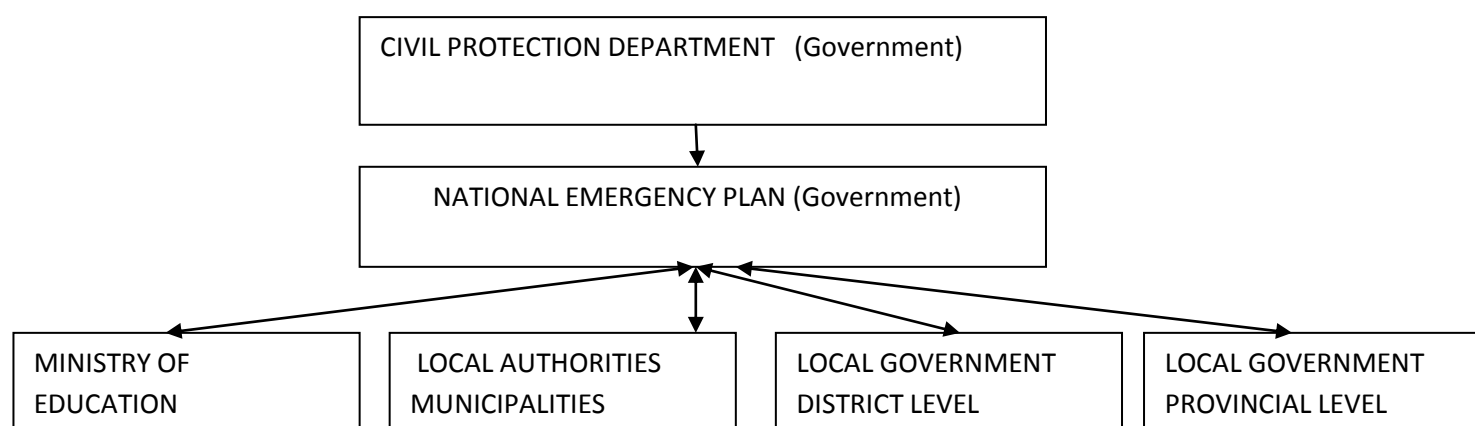 CIVIL PROTECTION DEPARTMENT (Government)
NATIONAL EMERGENCY PLAN (Government)
MINISTRY OF
EDUCATION
LOCAL AUTHORITIES
MUNICIPALITIES
LOCAL GOVERNMENT
DISTRICT LEVEL
LOCAL GOVERNMENT
PROVINCIAL LEVEL